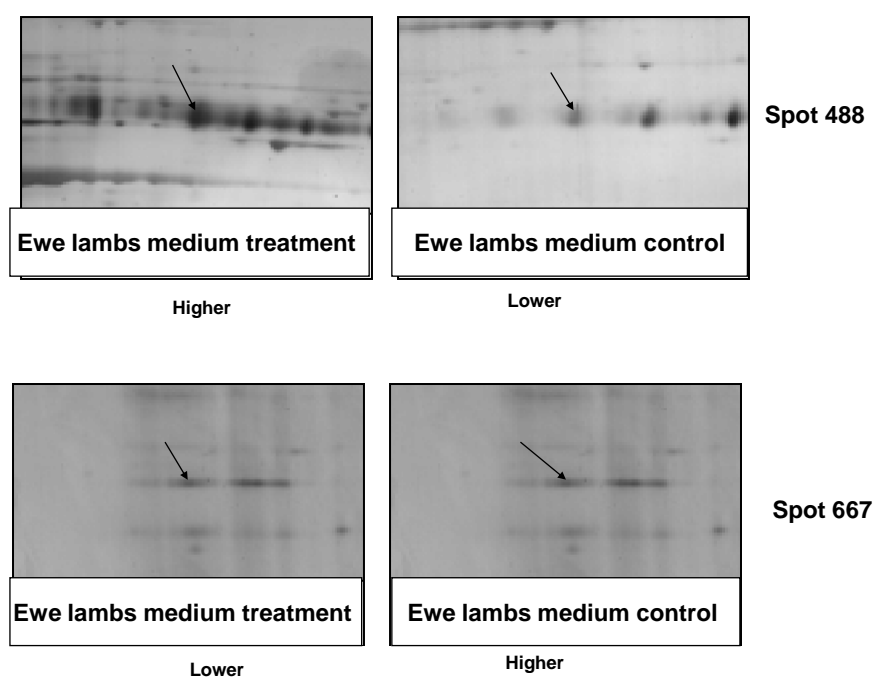 Spot 488
Ewe lambs medium treatment
Ewe lambs medium control
Higher
Lower
Spot 667
Ewe lambs medium treatment
Ewe lambs medium control
Lower
Higher